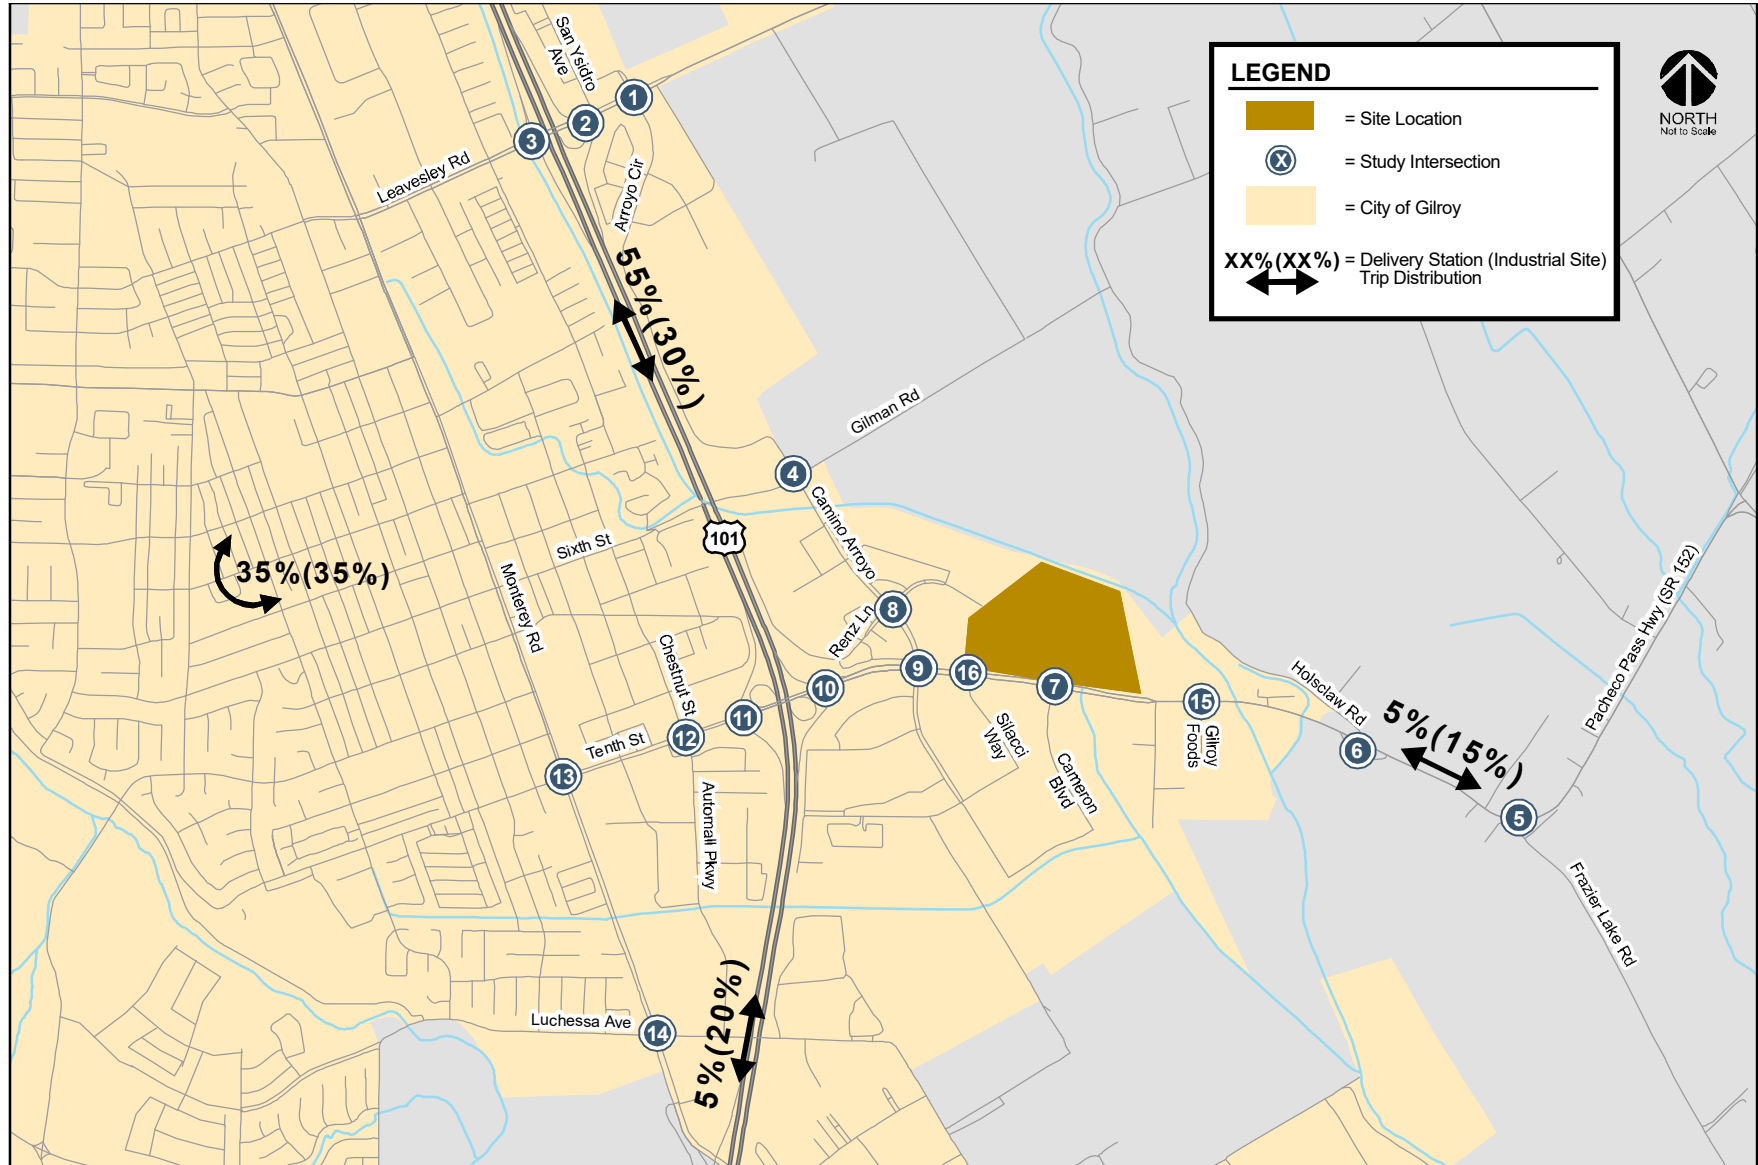 San Ysidro
Ave
1
2
3
Leavesley Rd
Arroyo Cir
LEGEND
= Site Location
X
= Study Intersection
= City of Gilroy
XX%(XX%)
= Delivery Station (Industrial Site)
Trip Distribution
NORTH
Not to Scale
55%(30%)
Gilman Rd
4
Camino Arroyo
101
Sixth St
35%(35%)
Monterey Rd
Chestnut St
Renz Ln
8
9
16
7
10
11
12
13
Tenth St
15
Gilroy
Foods
Silacci
Way
Cameron
Blvd
Holsclaw Rd
6
5%(15%)
5
Pacheco Pass Hwy (SR 152)
Frazier Lake Rd
Automall Pkwy
Luchessa Ave
14
5%(20%)